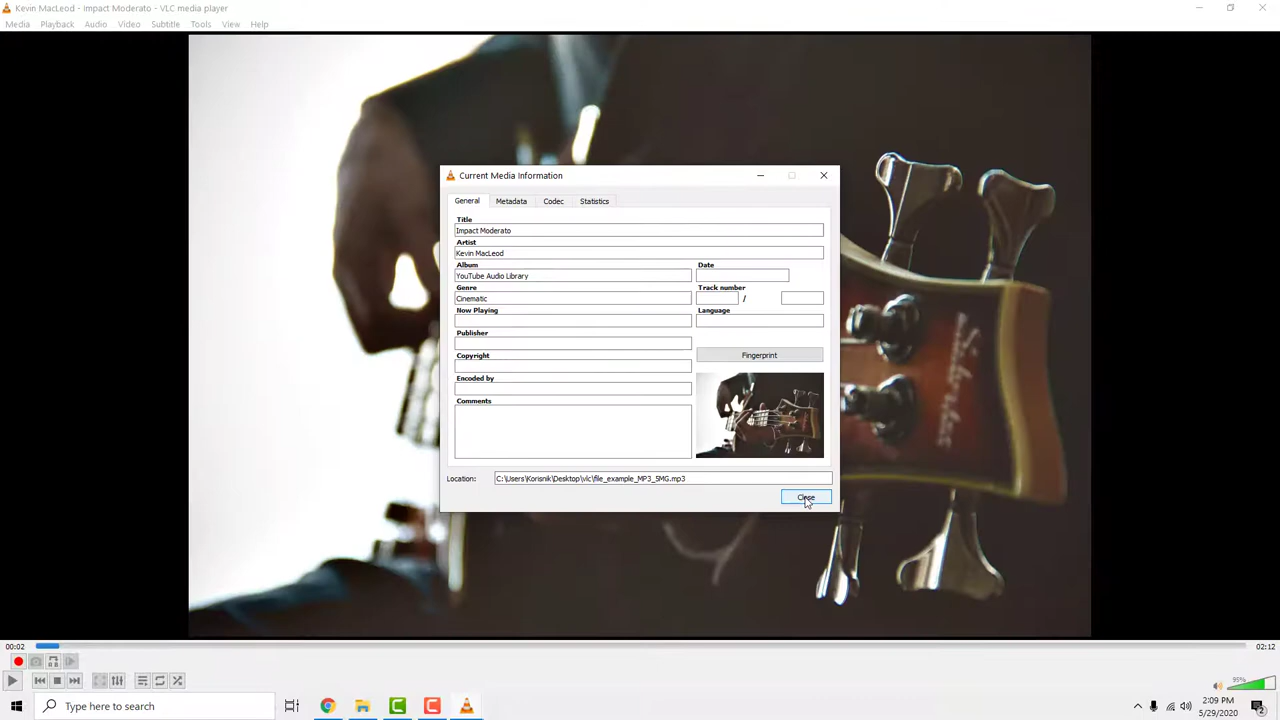 Kevin MacLeod - Impact Moderato - VLC media player
Media Playback Audio Video Subtitle Tools View Help
Current Media Information
General Metadata Codec Statistics
Title
Impact Moderato
Artist
Kevin MacLeod
Album Date
YouTube Audio Library
Genre Track number
Cinematic /
Now Playing Language
Publisher
Copyright Fingerprint
Encoded by
Comments
Location: C:\Users\Korisnik\Desktop\vlc\file_example_MP3_5MG.mp3
Close
00:02 02:12
95%
Type here to search
2:09 PM
5/29/2020
2